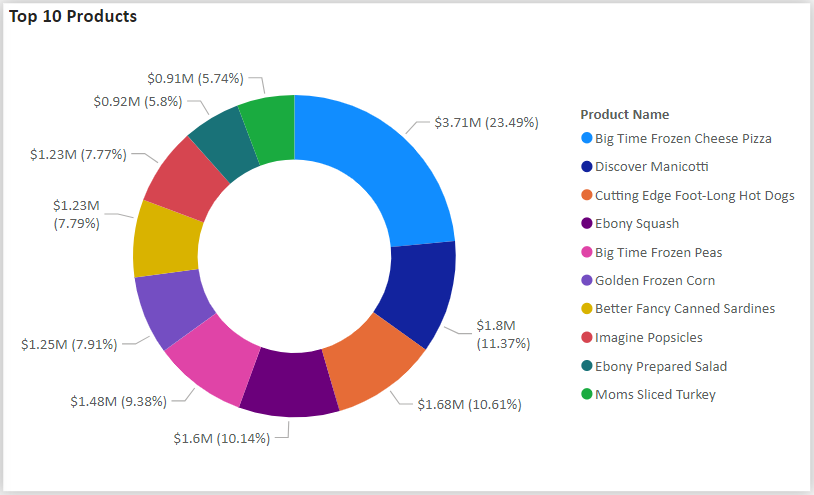 Top 10 Products
$0.91M (5.74%)
$0.92M (5.8%)
$3.71M (23.49%)
$1.23M (7.77%)
$1.23M
(7.79%)
$1.8M
(11.37%)
$1.25M (7.91%)
$1.48M (9.38%)
$1.68M (10.61%)
$1.6M (10.14%)
Product Name
Big Time Frozen Cheese Pizza
Discover Manicotti
Cutting Edge Foot-Long Hot Dogs
Ebony Squash
Big Time Frozen Peas
Golden Frozen Corn
Better Fancy Canned Sardines
Imagine Popsicles
Ebony Prepared Salad
Moms Sliced Turkey